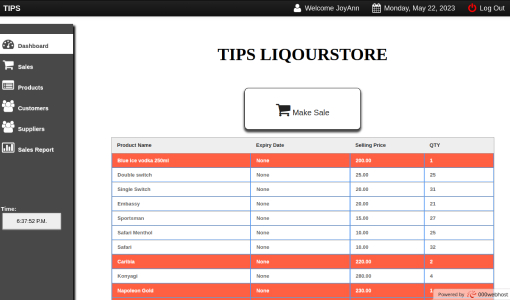 TIPS
Welcome JoyAnn
Monday, May 22, 2023
Log Out
Dashboard
Sales
Products
Customers
Suppliers
Sales Report
Time:
6:37:52 P.M.
TIPS LIQOURSTORE
Make Sale
Product Name Expiry Date Selling Price QTY
Blue ice vodka 250ml None 200.00 1
Double switch None 25.00 25
Single Switch None 20.00 31
Embassy None 20.00 21
Sportsman None 15.00 27
Safari Menthol None 10.00 25
Safari None 10.00 32
Caribia None 220.00 2
Konyagi None 280.00 4
Napoleon Gold None 230.00 1
Powered by 000webhost